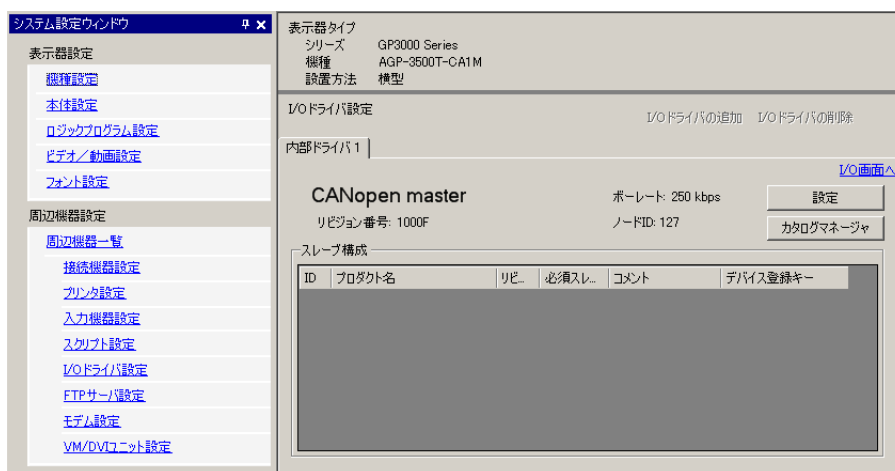 システム設定ウィンドウ
表示器設定
機種設定
本体設定
ロジックプログラム設定
ビデオ／動画設定
フォント設定
周辺機器設定
周辺機器一覧
接続機器設定
プリンタ設定
入力機器設定
スクリプト設定
I/Oドライバ設定
FTPサーバ設定
モデム設定
VM/DVIユニット設定
表示器タイプ
シリーズ GP3000 Series
機種 AGP-3500T-CA1M
設置方法 横型
I/Oドライバ設定
I/Oドライバの追加 I/Oドライバの削除
内部ドライバ 1
I/O画面へ
CANopen master
ボーレート: 250 kbps
設定
リビジョン番号: 1000F
ノードID: 127
カタログマネージャ
スレーブ構成
ID プロダクト名 リビ... 必須スレ... コメント デバイス登録キー